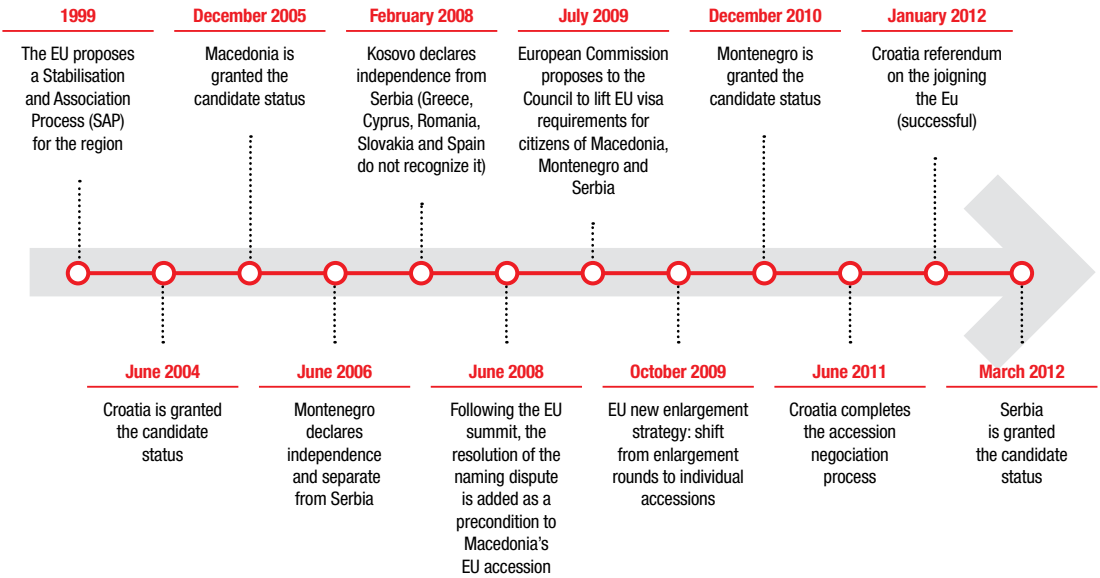 1999
The EU proposes
a Stabilisation
and Association
Process (SAP)
for the region
December 2005
Macedonia is
granted the
candidate status
February 2008
Kosovo declares
independence from
Serbia (Greece,
Cyprus, Romania,
Slovakia and Spain
do not recognize it)
July 2009
European Commission
proposes to the
Council to lift EU visa
requirements for
citizens of Macedonia,
Montenegro and
Serbia
December 2010
Montenegro is
granted the
candidate status
January 2012
Croatia referendum
on the joigning
the Eu
(successful)
June 2004
Croatia is granted
the candidate
status
June 2006
Montenegro
declares
independence
and separate
from Serbia
June 2008
Following the EU
summit, the
resolution of the
naming dispute
is added as a
precondition to
Macedonia's
EU accession
October 2009
EU new enlargement
strategy: shift
from enlargement
rounds to individual
accessions
June 2011
Croatia completes
the accession
negociation
process
March 2012
Serbia
is granted
the candidate
status